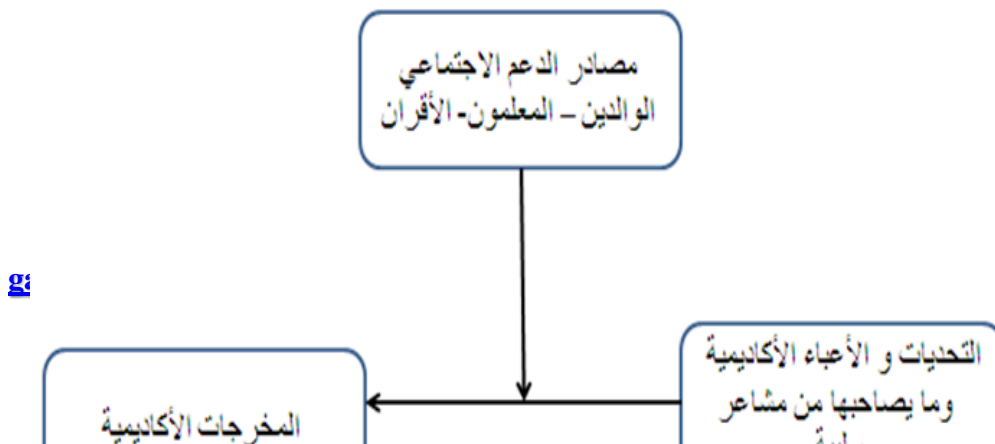 مصادر الدعم الاجتماعي
الوالدين – المعلمون- الأقران
التحديات و الأعباء الأكاديمية
وما يصاحبها من مشاعر
المخرجات الأكاديمية